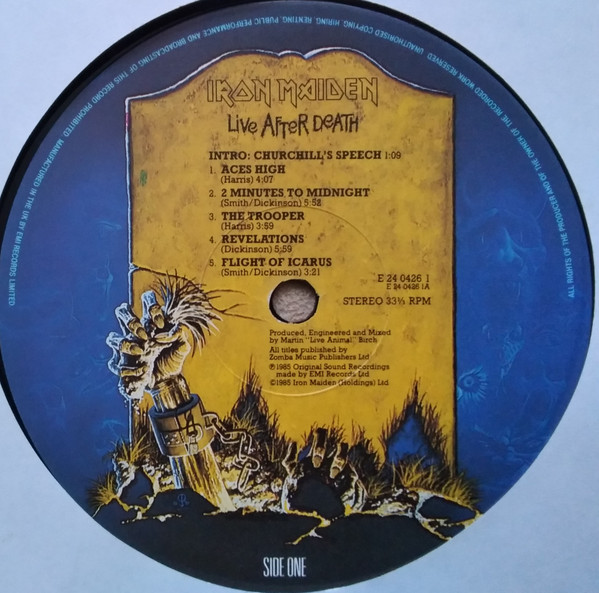 IRON MAIDEN
LIVE AFTER DEATH
INTRO: CHURCHILL'S SPEECH 1:09
1. ACES HIGH
(Harris) 4:07
2. 2 MINUTES TO MIDNIGHT
(Smith/Dickinson) 5:58
3. THE TROOPER
(Harris) 3:59
4. REVELATIONS
(Dickinson) 5:59
5. FLIGHT OF ICARUS
(Smith/Dickinson) 3:21
E 24 0426 1
E 24 0426 1A
STEREO 33⅓ RPM
Produced, Engineered and Mixed
by Martin "Live Animal" Birch
All titles published by
Zomba Music Publishers Ltd
℗1985 Original Sound Recordings
made by EMI Records Ltd
©1985 Iron Maiden (Holdings) Ltd
SIDE ONE
ALL RIGHTS OF THE PRODUCER AND OF THE OWNER OF THE RECORDED WORK RESERVED. UNAUTHORISED COPYING, HIRING, RENTING, PUBLIC PERFORMANCE AND BROADCASTING OF THIS RECORD PROHIBITED. MANUFACTURED IN THE UK BY EMI RECORDS LIMITED